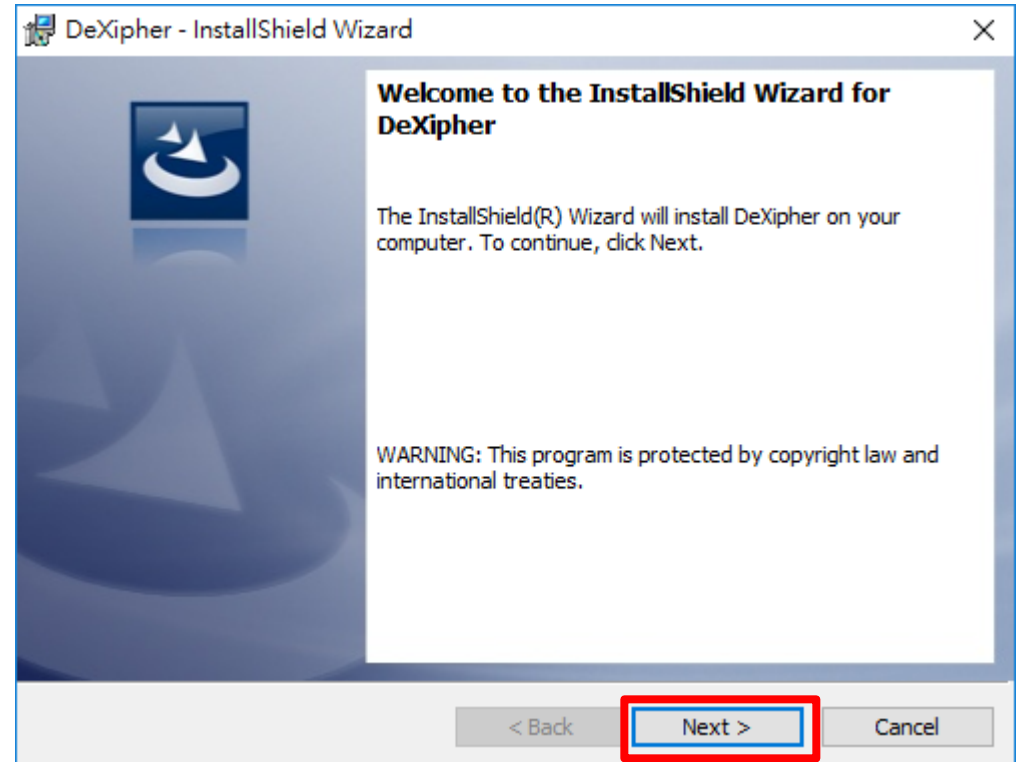 DeXipher - InstallShield Wizard
Welcome to the InstallShield Wizard for
DeXipher
The InstallShield(R) Wizard will install DeXipher on your
computer. To continue, click Next.
WARNING: This program is protected by copyright law and
international treaties.
< Back Next > Cancel